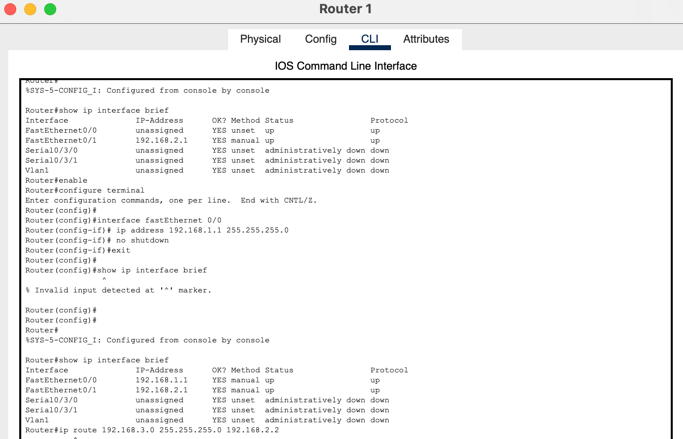 Router 1
Physical Config CLI Attributes
IOS Command Line Interface
Router#
%SYS-5-CONFIG_I: Configured from console by console
Router#show ip interface brief
Interface IP-Address OK? Method Status Protocol
FastEthernet0/0 unassigned YES unset up up
FastEthernet0/1 192.168.2.1 YES manual up up
Serial0/3/0 unassigned YES unset administratively down down
Serial0/3/1 unassigned YES unset administratively down down
Vlan1 unassigned YES unset administratively down down
Router#enable
Router#configure terminal
Enter configuration commands, one per line. End with CNTL/Z.
Router(config)#
Router(config)#interface fastEthernet 0/0
Router(config-if)# ip address 192.168.1.1 255.255.255.0
Router(config-if)# no shutdown
Router(config-if)#exit
Router(config)#
Router(config)#show ip interface brief
^
% Invalid input detected at '^' marker.
Router(config)#
Router(config)#
Router#
%SYS-5-CONFIG_I: Configured from console by console
Router#show ip interface brief
Interface IP-Address OK? Method Status Protocol
FastEthernet0/0 192.168.1.1 YES manual up up
FastEthernet0/1 192.168.2.1 YES manual up up
Serial0/3/0 unassigned YES unset administratively down down
Serial0/3/1 unassigned YES unset administratively down down
Vlan1 unassigned YES unset administratively down down
Router#ip route 192.168.3.0 255.255.255.0 192.168.2.2
^